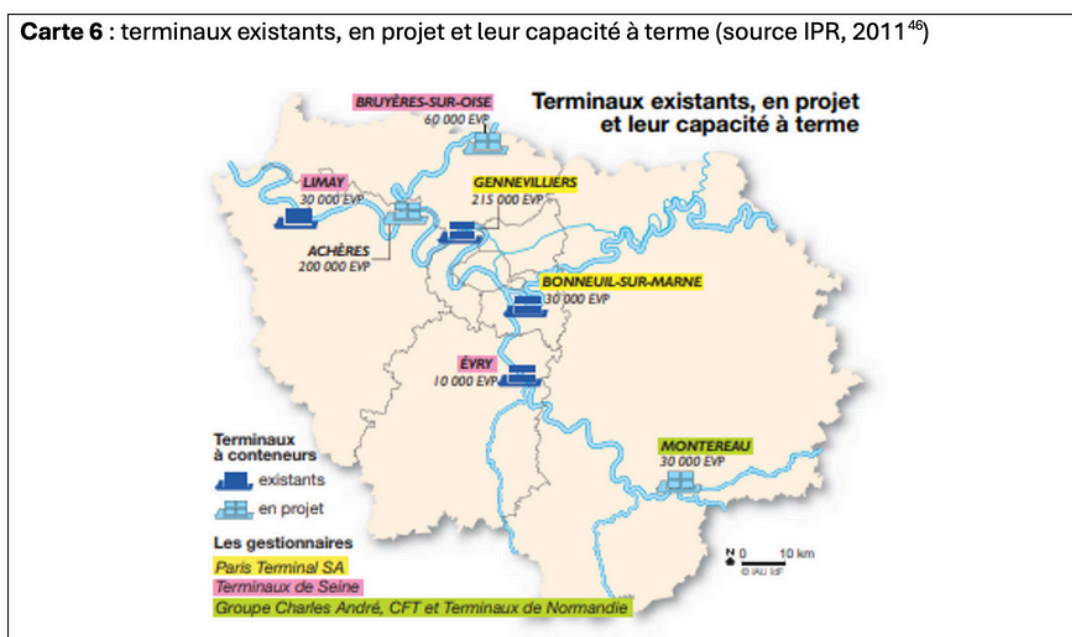 Carte 6 : terminaux existants, en projet et leur capacité à terme (source IPR, 2011⁴⁶)
Terminaux existants, en projet
et leur capacité à terme
BRUYÈRES-SUR-OISE
60 000 EVP
LIMAY
30 000 EVP
GENNEVILLIERS
215 000 EVP
ACHÈRES
200 000 EVP
BONNEUIL-SUR-MARNE
30 000 EVP
ÉVRY
10 000 EVP
MONTEREAU
30 000 EVP
Terminaux
à conteneurs
existants
en projet
Les gestionnaires
Paris Terminal SA
Terminaux de Seine
Groupe Charles André, CFT et Terminaux de Normandie
N 0 10 km
© IAU îdF